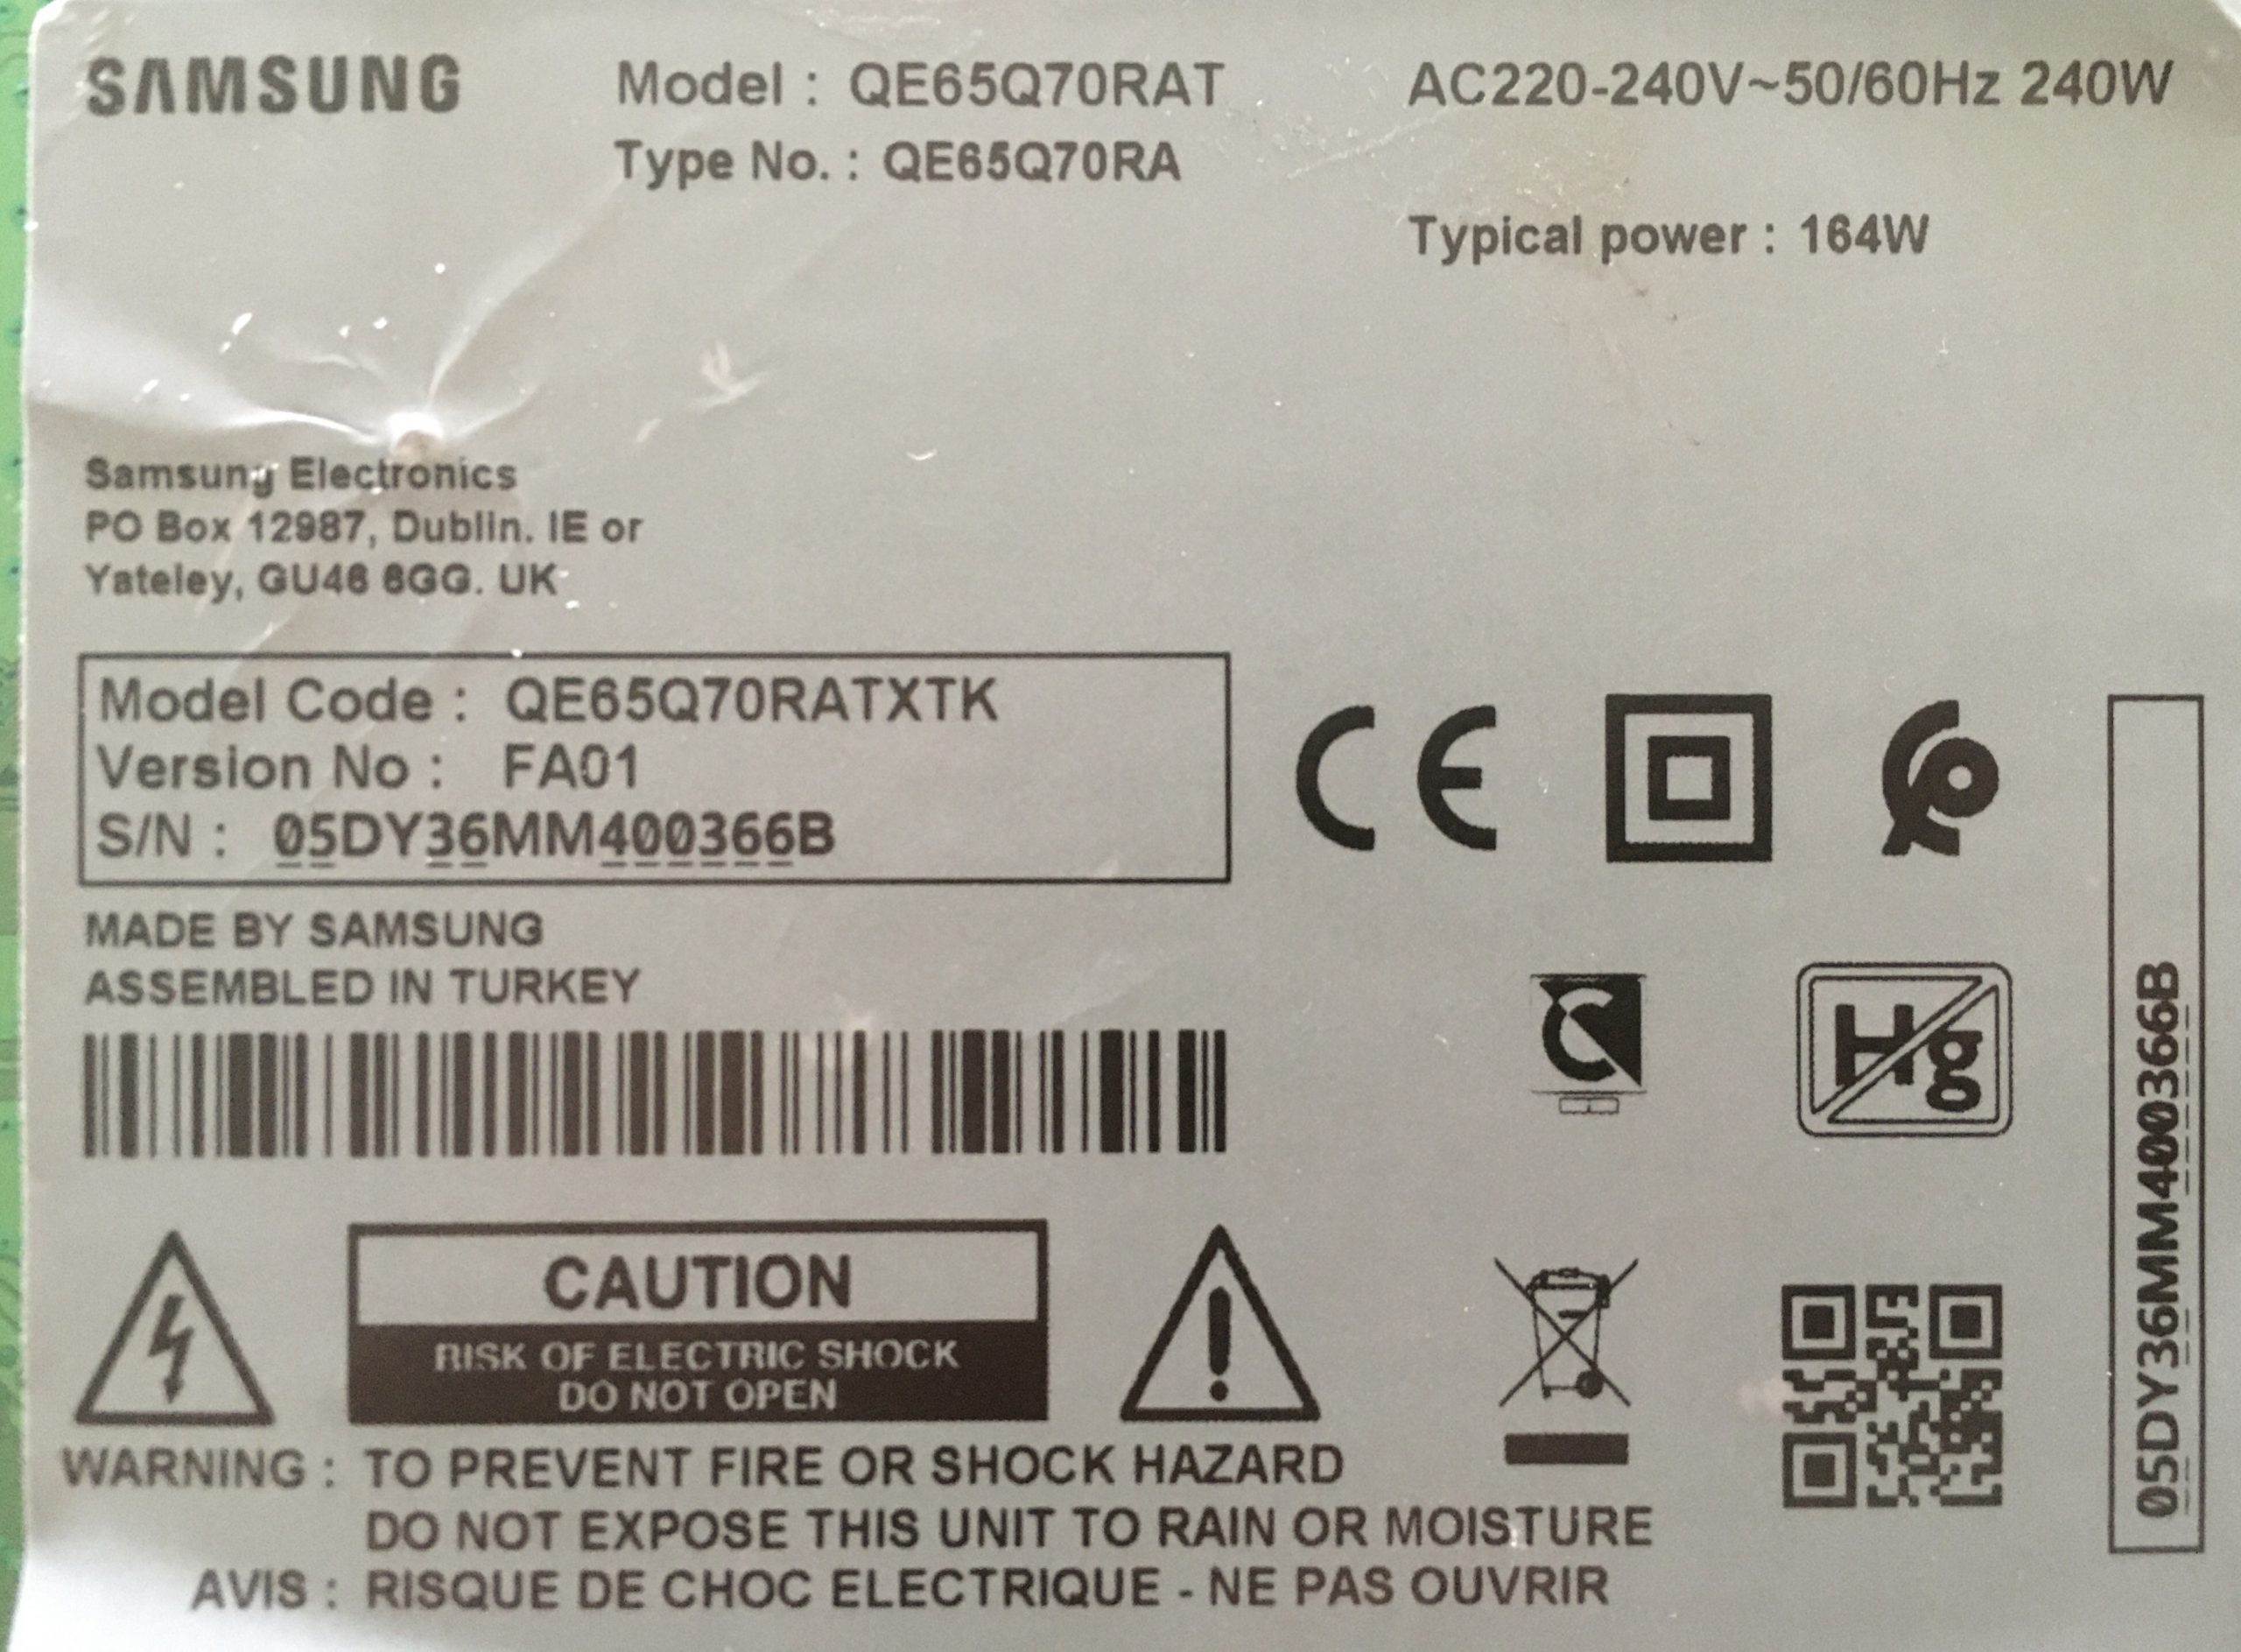 SAMSUNG
Model : QE65Q70RAT
Type No. : QE65Q70RA
AC220-240V~50/60Hz 240W
Typical power : 164W
Samsung Electronics
PO Box 12987, Dublin. IE or
Yateley, GU46 6GG. UK
Model Code : QE65Q70RATXTK
Version No : FA01
S/N : 05DY36MM400366B
MADE BY SAMSUNG
ASSEMBLED IN TURKEY
CE
Hg
05DY36MM400366B
CAUTION
RISK OF ELECTRIC SHOCK
DO NOT OPEN
WARNING : TO PREVENT FIRE OR SHOCK HAZARD
DO NOT EXPOSE THIS UNIT TO RAIN OR MOISTURE
AVIS : RISQUE DE CHOC ELECTRIQUE - NE PAS OUVRIR